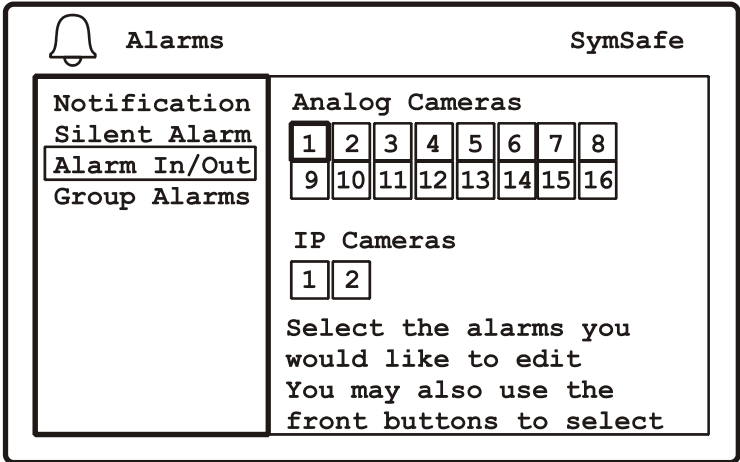 Alarms SymSafe
Notification
Silent Alarm
Alarm In/Out
Group Alarms
Analog Cameras
1 2 3 4 5 6 7 8
9 10 11 12 13 14 15 16
IP Cameras
1 2
Select the alarms you
would like to edit
You may also use the
front buttons to select